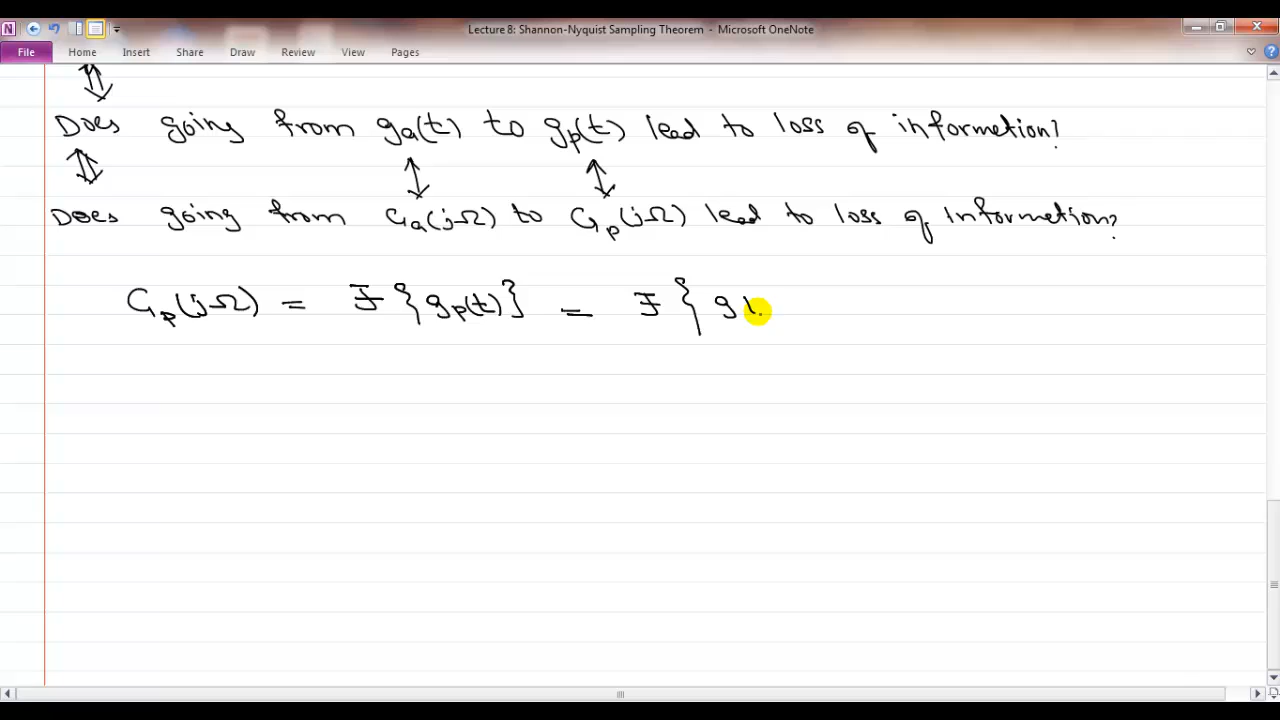 Lecture 8: Shannon-Nyquist Sampling Theorem - Microsoft OneNote
File Home Insert Share Draw Review View Pages
Does going from ga(t) to gp(t) lead to loss of informetion?
Does going from Ga(jΩ) to Gp(jΩ) lead to loss of informetion?
Gp(jΩ) = F{gp(t)} = F{g